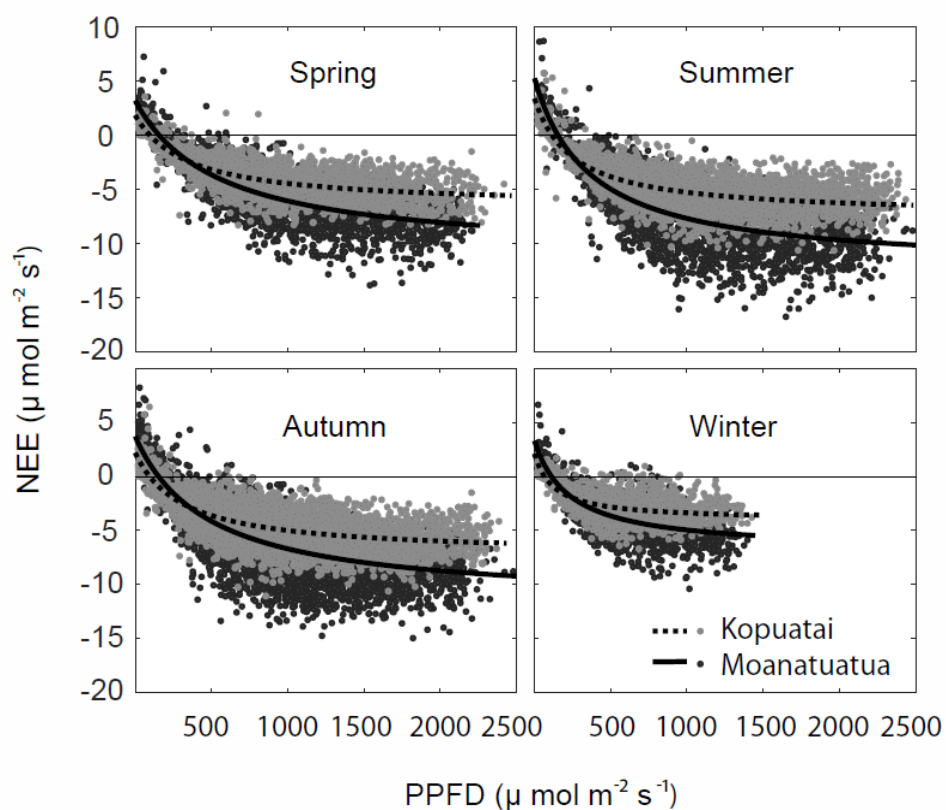 10
5
0
-5
-10
-15
-20
Spring
Summer
5
0
-5
-10
-15
-20
Autumn
Winter
Kopuatai
Moanatuatua
500 1000 1500 2000 2500 500 1000 1500 2000 2500
NEE (μ mol m⁻² s⁻¹)
PPFD (μ mol m⁻² s⁻¹)